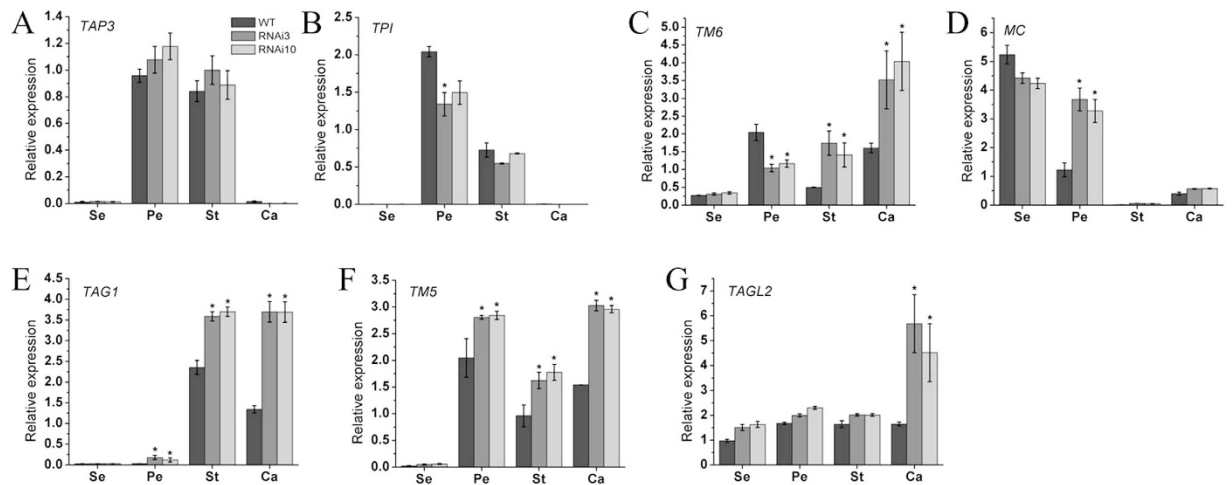 A TAP3
WT
RNAi3
RNAi10
Relative expression
1.4
1.2
1.0
0.8
0.6
0.4
0.2
0.0
Se Pe St Ca
B TPI
Relative expression
2.5
2.0
1.5
1.0
0.5
0.0
*
Se Pe St Ca
C TM6
Relative expression
5.0
4.5
4.0
3.5
3.0
2.5
2.0
1.5
1.0
0.5
0.0
* * * * * *
Se Pe St Ca
D MC
Relative expression
6
5
4
3
2
1
0
* *
Se Pe St Ca
E TAG1
Relative expression
4.5
4.0
3.5
3.0
2.5
2.0
1.5
1.0
0.5
0.0
* * * * * *
Se Pe St Ca
F TM5
Relative expression
3.5
3.0
2.5
2.0
1.5
1.0
0.5
0.0
* * * * * *
Se Pe St Ca
G TAGL2
Relative expression
7
6
5
4
3
2
1
0
* *
Se Pe St Ca